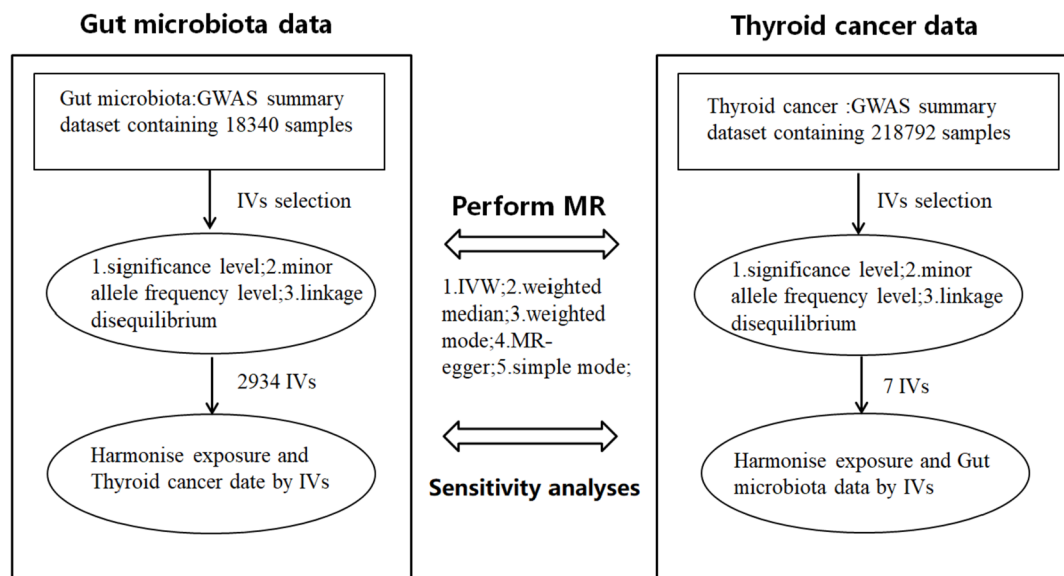 Gut microbiota data
Gut microbiota:GWAS summary
dataset containing 18340 samples
IVs selection
1.significance level;2.minor
allele frequency level;3.linkage
disequilibrium
2934 IVs
Harmonise exposure and
Thyroid cancer date by IVs
Perform MR
1.IVW;2.weighted
median;3.weighted
mode;4.MR-
egger;5.simple mode;
Sensitivity analyses
Thyroid cancer data
Thyroid cancer :GWAS summary
dataset containing 218792 samples
IVs selection
1.significance level;2.minor
allele frequency level;3.linkage
disequilibrium
7 IVs
Harmonise exposure and Gut
microbiota data by IVs